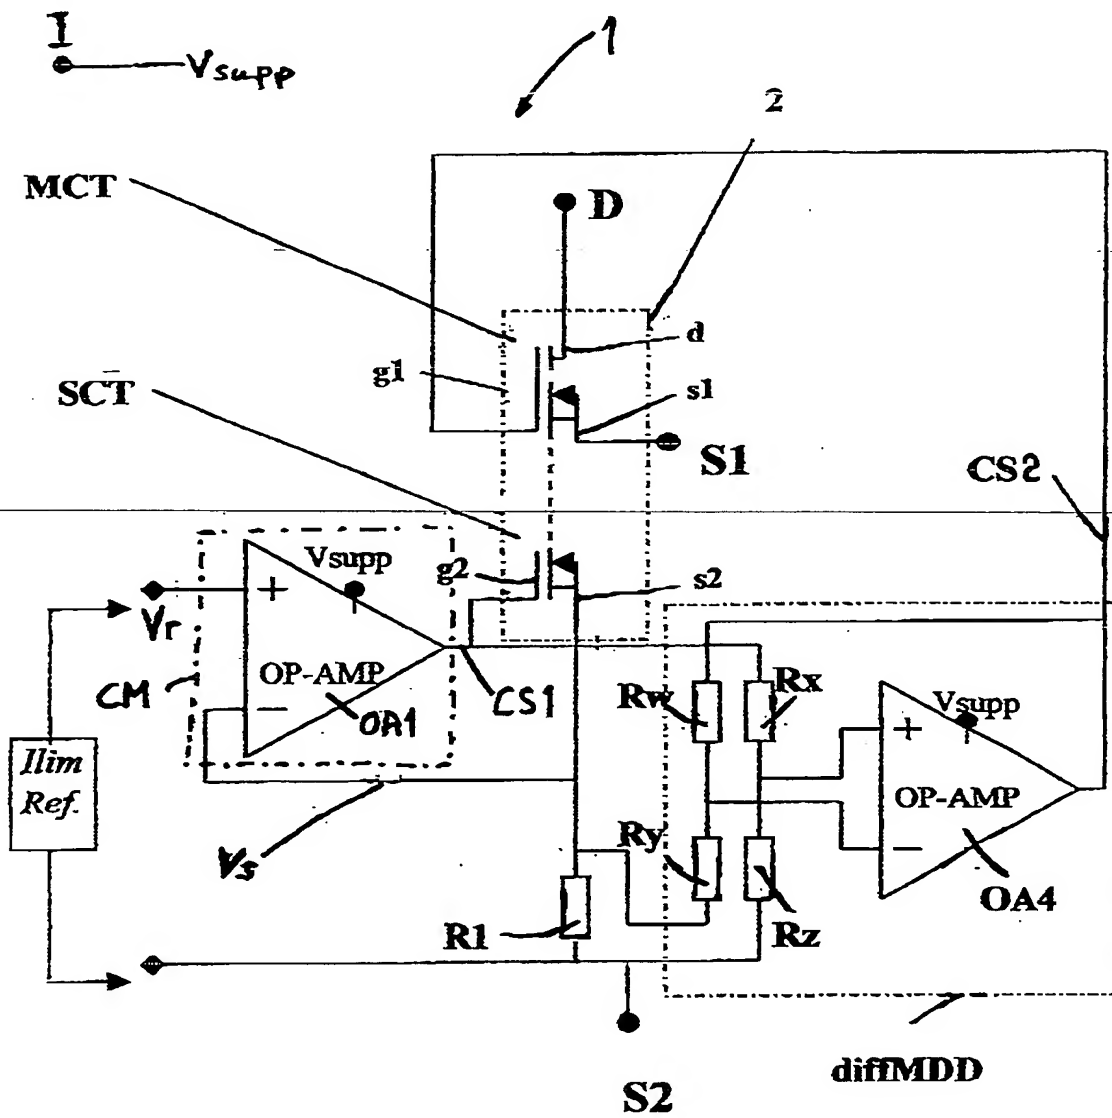 I
Vsupp
1
2
MCT
D
d
g1
SCT
s1
S1
CS2
Vsupp
g2
s2
+
Vr
OP-AMP
CM
−
OA1
CS1
Rw
Rx
Vsupp
+
Ilim
Ref.
OP-AMP
Vs
Ry
−
OA4
R1
Rz
diffMDD
S2